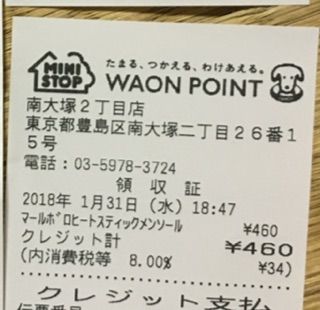 MINI STOP
たまる、つかえる、わけあえる。
WAON POINT
南大塚2丁目店
東京都豊島区南大塚二丁目26番1
5号
電話：03-5978-3724
領収証
2018年 1月31日(水) 18:47
マールボロヒートスティックメンソール ¥460
クレジット計 ¥460
(内消費税等 8.00% ¥34)
クレジット支払
伝票番号